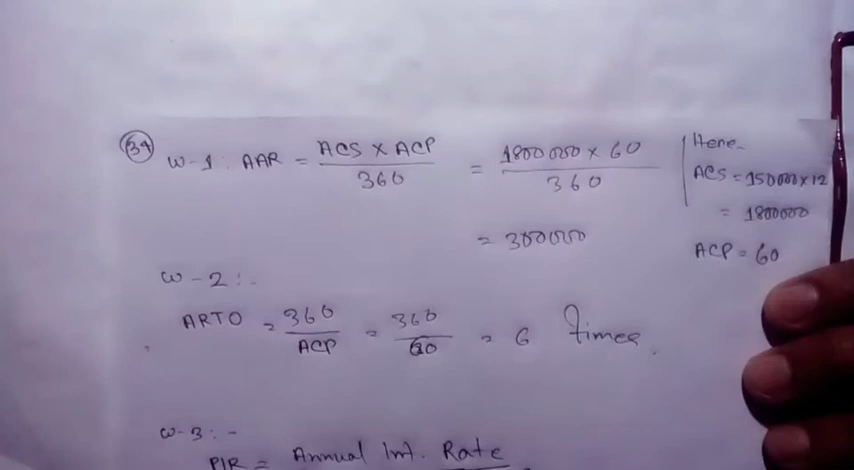 34 W-1: AAR = ACS X ACP / 360 = 1800000 × 60 / 360
Here
ACS = 150000×12
= 1800000
ACP = 60
= 300000
W-2:-
ARTO = 360 / ACP = 360 / 60 = 6 times.
W-3:-
PIR = Annual Int. Rate